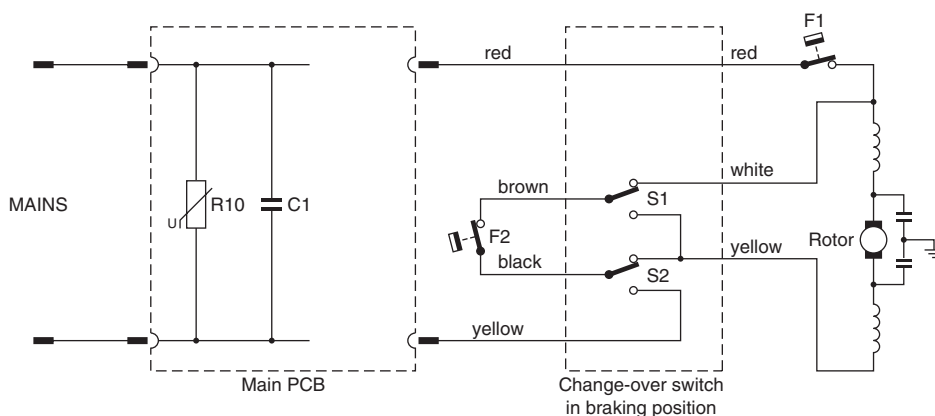 F1
red
red
white
brown
MAINS
R10
U
C1
F2
S1
Rotor
black
S2
yellow
yellow
Main PCB
Change-over switch
in braking position